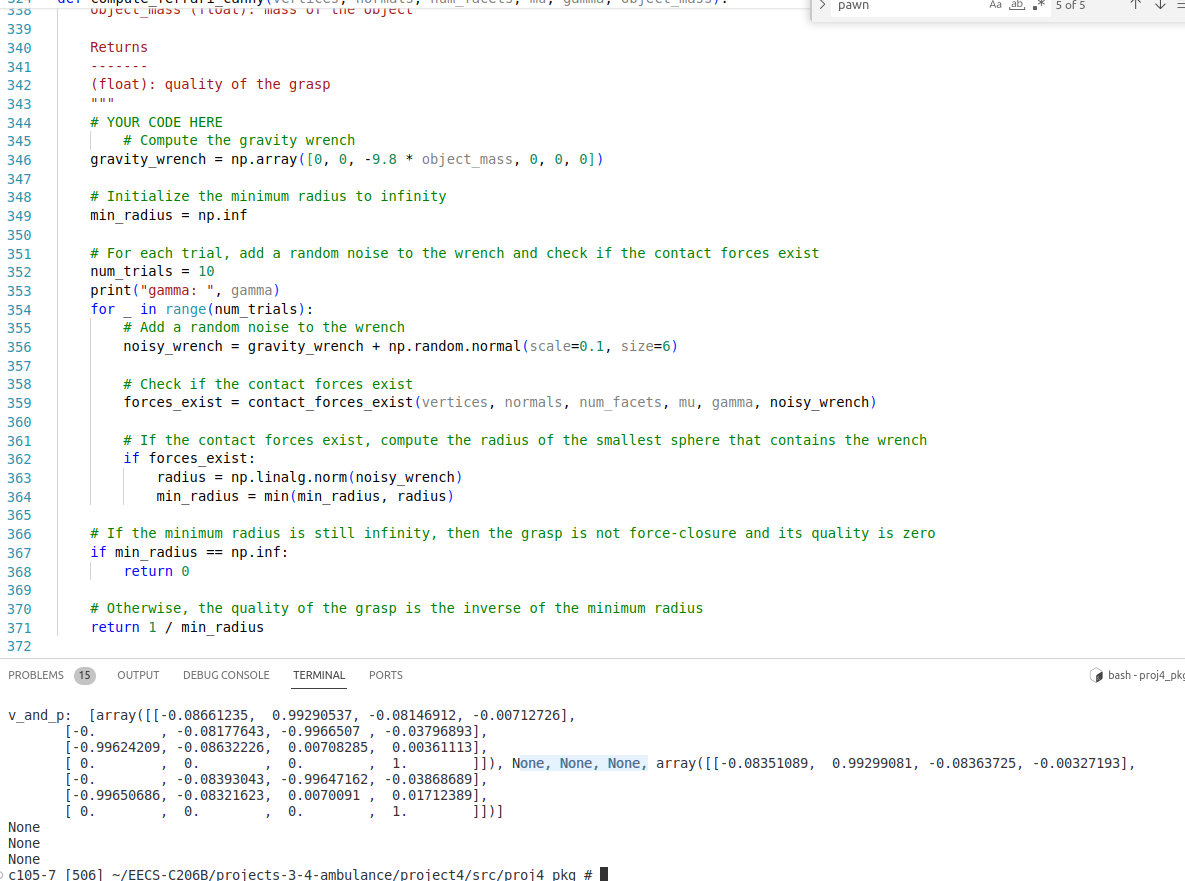 324 def compute_ferrari_canny(vertices, normals, num_facets, mu, gamma, object_mass):
pawn Aa ab 5 of 5
338 object_mass (float): mass of the object
339
340 Returns
341 -------
342 (float): quality of the grasp
343 """
344 # YOUR CODE HERE
345 # Compute the gravity wrench
346 gravity_wrench = np.array([0, 0, -9.8 * object_mass, 0, 0, 0])
347
348 # Initialize the minimum radius to infinity
349 min_radius = np.inf
350
351 # For each trial, add a random noise to the wrench and check if the contact forces exist
352 num_trials = 10
353 print("gamma: ", gamma)
354 for _ in range(num_trials):
355 # Add a random noise to the wrench
356 noisy_wrench = gravity_wrench + np.random.normal(scale=0.1, size=6)
357
358 # Check if the contact forces exist
359 forces_exist = contact_forces_exist(vertices, normals, num_facets, mu, gamma, noisy_wrench)
360
361 # If the contact forces exist, compute the radius of the smallest sphere that contains the wrench
362 if forces_exist:
363 radius = np.linalg.norm(noisy_wrench)
364 min_radius = min(min_radius, radius)
365
366 # If the minimum radius is still infinity, then the grasp is not force-closure and its quality is zero
367 if min_radius == np.inf:
368 return 0
369
370 # Otherwise, the quality of the grasp is the inverse of the minimum radius
371 return 1 / min_radius
372
PROBLEMS 15 OUTPUT DEBUG CONSOLE TERMINAL PORTS bash - proj4_pkg
v_and_p:  [array([[-0.08661235,  0.99290537, -0.08146912, -0.00712726],
[-0.        , -0.08177643, -0.9966507 , -0.03796893],
[-0.99624209, -0.08632226,  0.00708285,  0.00361113],
[ 0.        ,  0.        ,  0.        ,  1.        ]]), None, None, None, array([[-0.08351089,  0.99299081, -0.08363725, -0.00327193],
[-0.        , -0.08393043, -0.99647162, -0.03868689],
[-0.99650686, -0.08321623,  0.0070091 ,  0.01712389],
[ 0.        ,  0.        ,  0.        ,  1.        ]])]
None
None
None
c105-7 [506] ~/EECS-C206B/projects-3-4-ambulance/project4/src/proj4_pkg #